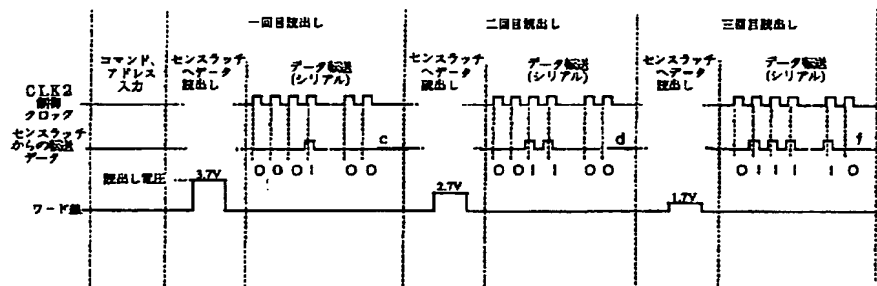 一回目読出し
二回目読出し
三回目読出し
コマンド、
アドレス
入力
センスラッチ
へデータ
読出し
データ転送
(シリアル)
センスラッチ
へデータ
読出し
データ転送
(シリアル)
センスラッチ
へデータ
読出し
データ転送
(シリアル)
CLK2
制御
クロック
センスラッチ
からの転送
データ
c
d
f
0 0 0 1 0 0
0 0 1 1 0 0
0 1 1 1 1 0
読出し電圧
3.7V
2.7V
1.7V
ワード線